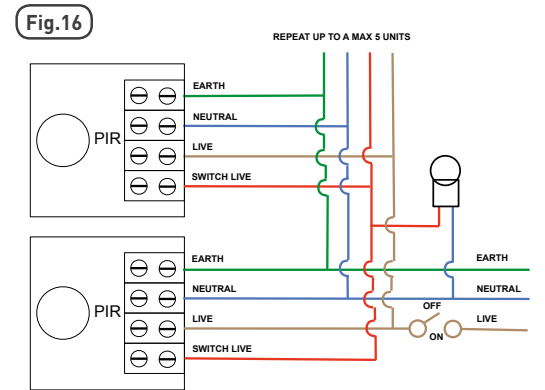 Fig.16
REPEAT UP TO A MAX 5 UNITS
EARTH
NEUTRAL
PIR
LIVE
SWITCH LIVE
EARTH
EARTH
NEUTRAL
NEUTRAL
PIR
OFF
LIVE
LIVE
ON
SWITCH LIVE